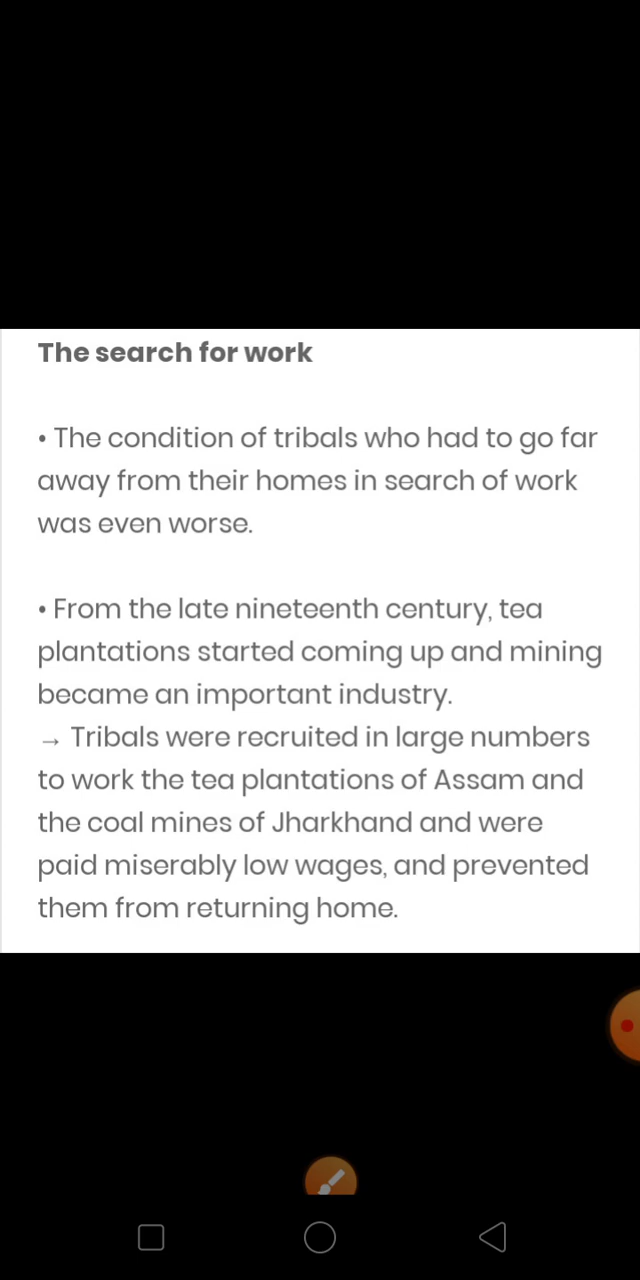 The search for work
• The condition of tribals who had to go far
away from their homes in search of work
was even worse.
• From the late nineteenth century, tea
plantations started coming up and mining
became an important industry.
→ Tribals were recruited in large numbers
to work the tea plantations of Assam and
the coal mines of Jharkhand and were
paid miserably low wages, and prevented
them from returning home.